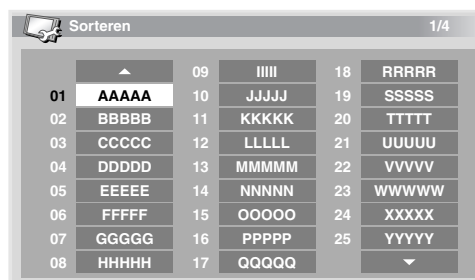 Sorteren 1/4
09 IIIII 18 RRRRR
01 AAAAA 10 JJJJJ 19 SSSSS
02 BBBBB 11 KKKKK 20 TTTTT
03 CCCCC 12 LLLLL 21 UUUUU
04 DDDDD 13 MMMMM 22 VVVVV
05 EEEEE 14 NNNNN 23 WWWWW
06 FFFFF 15 OOOOO 24 XXXXX
07 GGGGG 16 PPPPP 25 YYYYY
08 HHHHH 17 QQQQQ